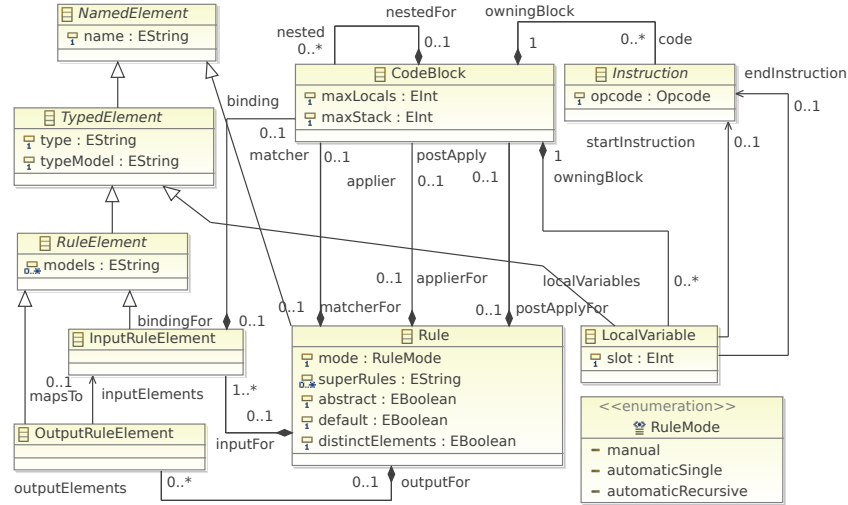 NamedElement
name : EString
nestedFor
nested
0..*
0..1
owningBlock
1
0..*
code
CodeBlock
maxLocals : EInt
maxStack : EInt
Instruction
opcode : Opcode
endInstruction
0..1
startInstruction
0..1
TypedElement
type : EString
typeModel : EString
binding
0..1
matcher
0..1
applier
postApply
0..1
0..1
1
owningBlock
RuleElement
0..* models : EString
localVariables
0..*
0..1
applierFor
0..1
matcherFor
0..1
postApplyFor
bindingFor
0..1
InputRuleElement
Rule
mode : RuleMode
0..* superRules : EString
abstract : EBoolean
default : EBoolean
distinctElements : EBoolean
LocalVariable
slot : EInt
0..1
mapsTo
inputElements
1..*
0..1
inputFor
OutputRuleElement
outputElements
0..*
0..1
outputFor
<<enumeration>>
RuleMode
manual
automaticSingle
automaticRecursive